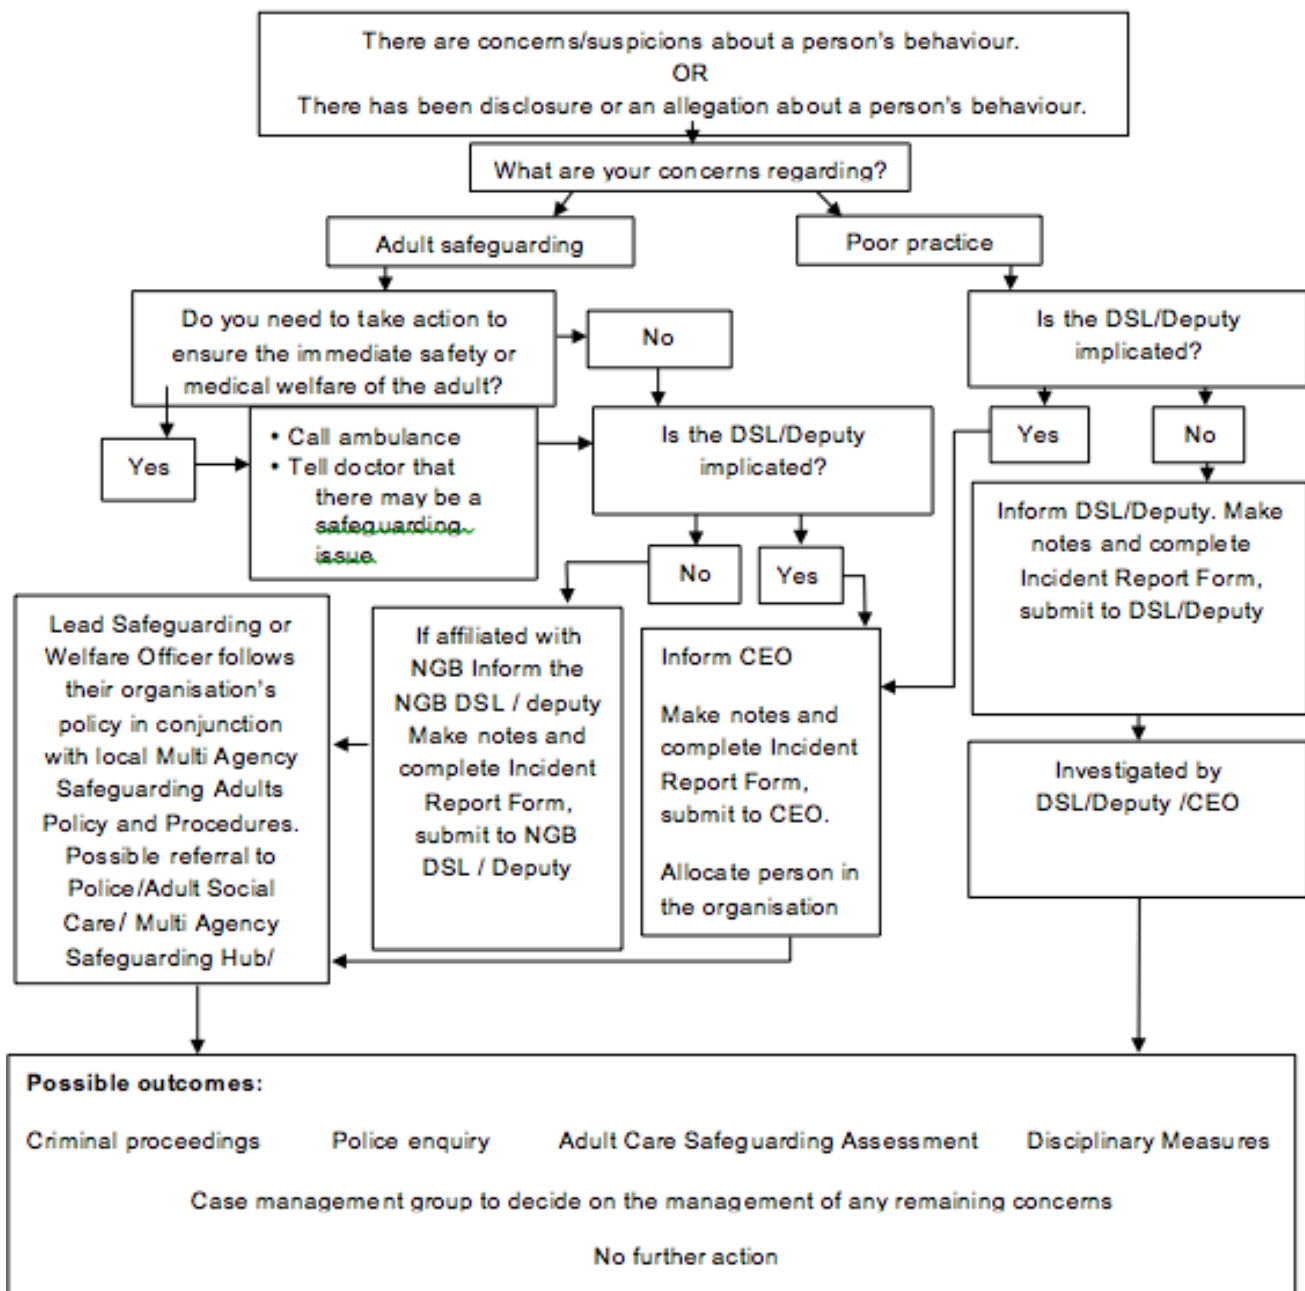 There are concerns/suspicions about a person's behaviour.
OR
There has been disclosure or an allegation about a person's behaviour.
What are your concerns regarding?
Adult safeguarding
Poor practice
Do you need to take action to
ensure the immediate safety or
medical welfare of the adult?
No
Is the DSL/Deputy
implicated?
Yes
• Call ambulance
• Tell doctor that
there may be a
safeguarding
issue
Is the DSL/Deputy
implicated?
Yes
No
No
Yes
Inform DSL/Deputy. Make
notes and complete
Incident Report Form,
submit to DSL/Deputy
Lead Safeguarding or
Welfare Officer follows
their organisation's
policy in conjunction
with local Multi Agency
Safeguarding Adults
Policy and Procedures.
Possible referral to
Police/Adult Social
Care/ Multi Agency
Safeguarding Hub/
If affiliated with
NGB Inform the
NGB DSL / deputy
Make notes and
complete Incident
Report Form,
submit to NGB
DSL / Deputy
Inform CEO
Make notes and
complete Incident
Report Form,
submit to CEO.
Allocate person in
the organisation
Investigated by
DSL/Deputy /CEO
Possible outcomes:
Criminal proceedings Police enquiry Adult Care Safeguarding Assessment Disciplinary Measures
Case management group to decide on the management of any remaining concerns
No further action